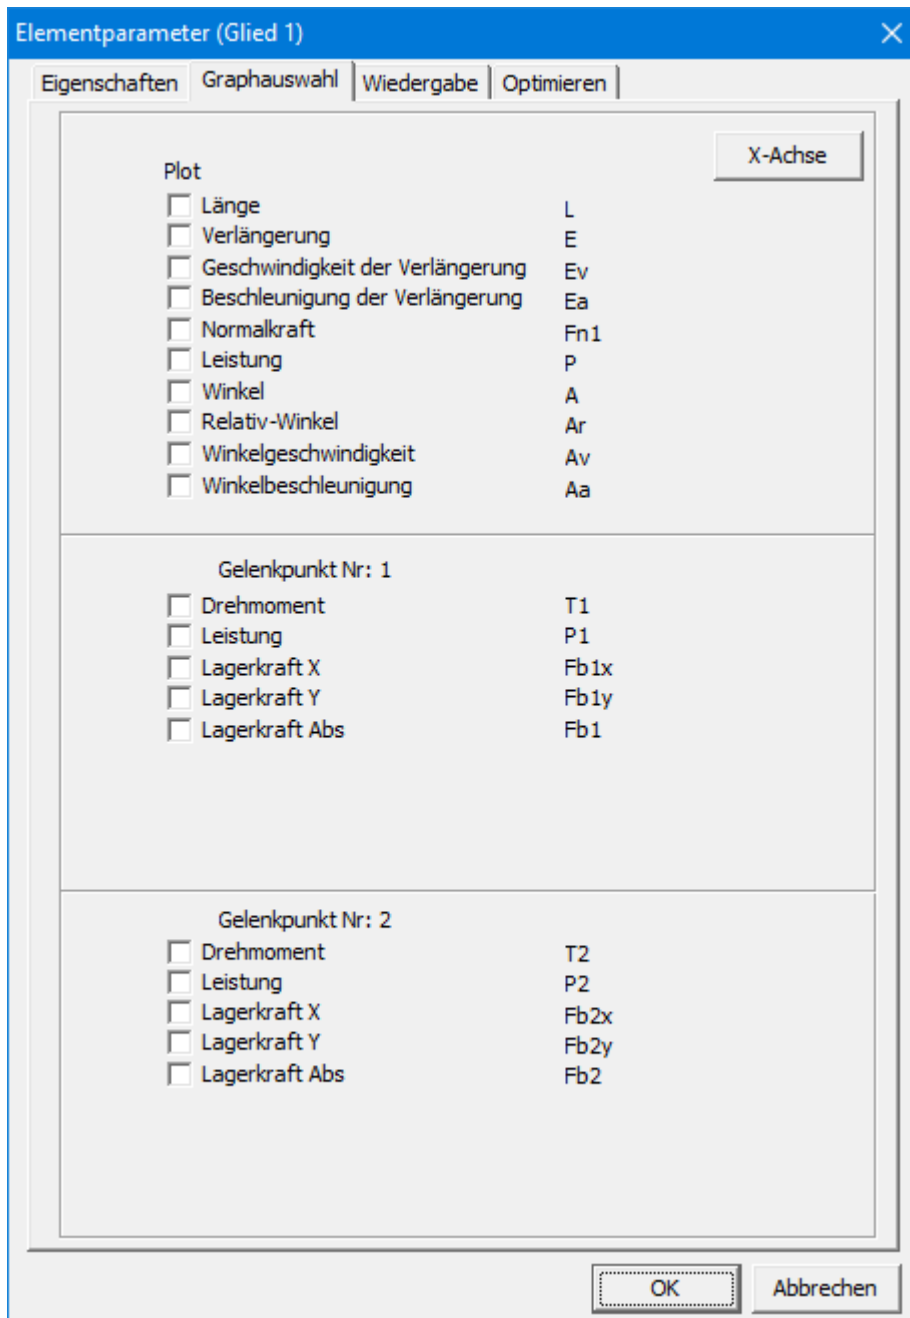 Elementparameter (Glied 1)
Eigenschaften Graphauswahl Wiedergabe Optimieren
X-Achse
Plot
Länge L
Verlängerung E
Geschwindigkeit der Verlängerung Ev
Beschleunigung der Verlängerung Ea
Normalkraft Fn1
Leistung P
Winkel A
Relativ-Winkel Ar
Winkelgeschwindigkeit Av
Winkelbeschleunigung Aa
Gelenkpunkt Nr: 1
Drehmoment T1
Leistung P1
Lagerkraft X Fb1x
Lagerkraft Y Fb1y
Lagerkraft Abs Fb1
Gelenkpunkt Nr: 2
Drehmoment T2
Leistung P2
Lagerkraft X Fb2x
Lagerkraft Y Fb2y
Lagerkraft Abs Fb2
OK Abbrechen